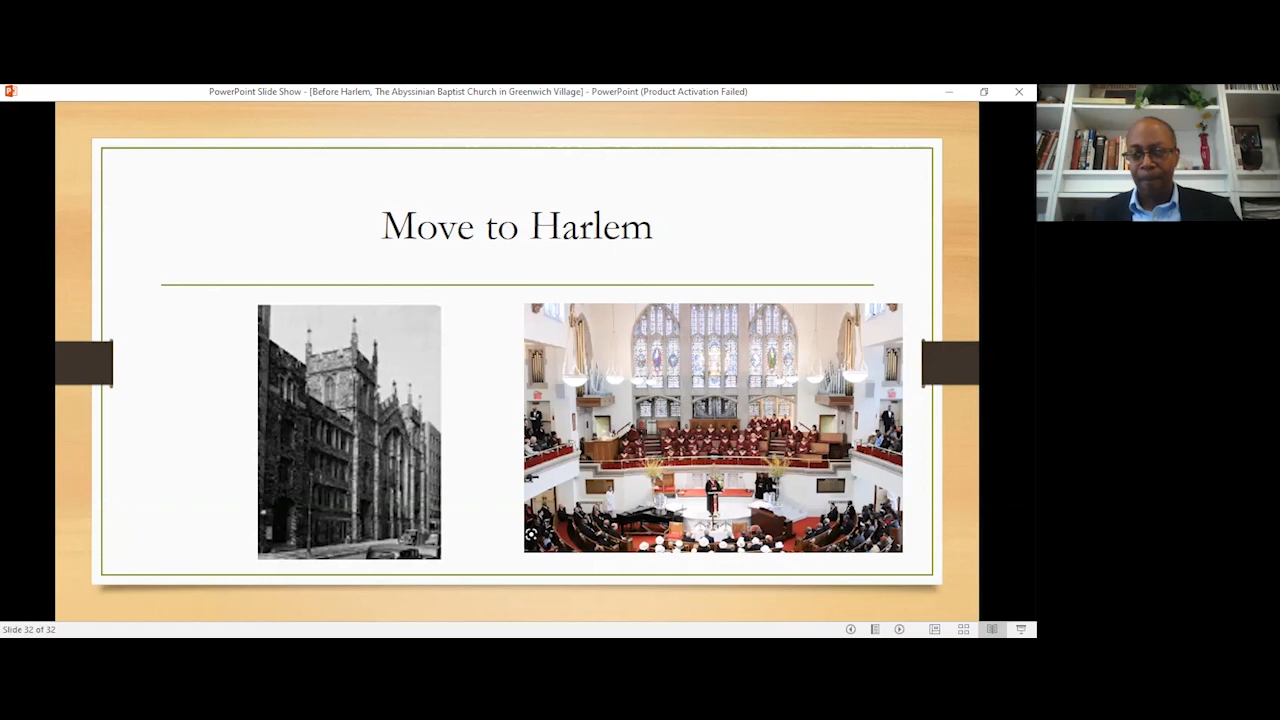 PowerPoint Slide Show - [Before Harlem, The Abyssinian Baptist Church in Greenwich Village] - PowerPoint (Product Activation Failed)
Move to Harlem
Slide 32 of 32